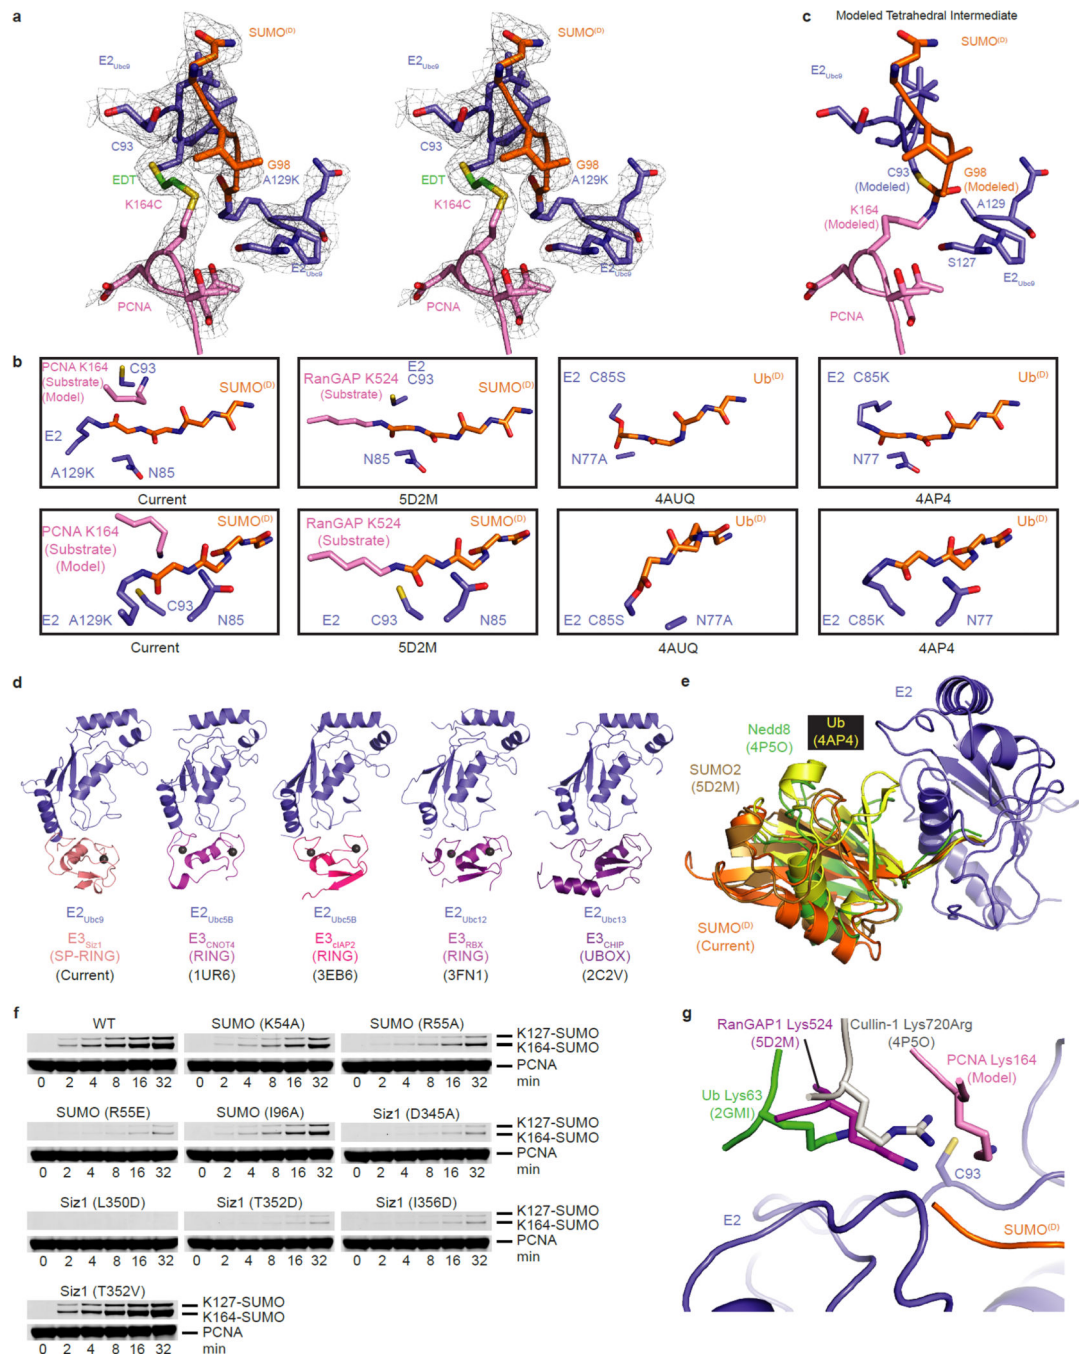 a
SUMO(D)
E2Ubc9
C93
G98
EDT
A129K
K164C
E2Ubc9
PCNA
SUMO(D)
E2Ubc9
C93
G98
EDT
A129K
K164C
E2Ubc9
PCNA
c
Modeled Tetrahedral Intermediate
SUMO(D)
E2Ubc9
C93
(Modeled)
G98
(Modeled)
A129
K164
(Modeled)
S127
E2Ubc9
PCNA
b
PCNA K164
(Substrate)
(Model)
C93
SUMO(D)
E2
A129K
N85
Current
RanGAP K524
(Substrate)
E2
C93
SUMO(D)
N85
5D2M
E2 C85S
Ub(D)
N77A
4AUQ
E2 C85K
Ub(D)
N77
4AP4
PCNA K164
(Substrate)
(Model)
SUMO(D)
C93
E2 A129K
N85
Current
RanGAP K524
(Substrate)
SUMO(D)
E2
C93
N85
5D2M
Ub(D)
E2 C85S
N77A
4AUQ
Ub(D)
E2 C85K
N77
4AP4
d
E2Ubc9
E3Siz1
(SP-RING)
(Current)
E2Ubc5B
E3CNOT4
(RING)
(1UR6)
E2Ubc5B
E3cIAP2
(RING)
(3EB6)
E2Ubc12
E3RBX
(RING)
(3FN1)
E2Ubc13
E3CHIP
(UBOX)
(2C2V)
e
E2
Nedd8
(4P5O)
Ub
(4AP4)
SUMO2
(5D2M)
SUMO(D)
(Current)
f
WT
SUMO (K54A)
SUMO (R55A)
K127-SUMO
K164-SUMO
PCNA
0 2 4 8 16 32
0 2 4 8 16 32
0 2 4 8 16 32
min
SUMO (R55E)
SUMO (I96A)
Siz1 (D345A)
K127-SUMO
K164-SUMO
PCNA
0 2 4 8 16 32
0 2 4 8 16 32
0 2 4 8 16 32
min
Siz1 (L350D)
Siz1 (T352D)
Siz1 (I356D)
K127-SUMO
K164-SUMO
PCNA
0 2 4 8 16 32
0 2 4 8 16 32
0 2 4 8 16 32
min
Siz1 (T352V)
K127-SUMO
K164-SUMO
PCNA
0 2 4 8 16 32
min
g
RanGAP1 Lys524
(5D2M)
Cullin-1 Lys720Arg
(4P5O)
PCNA Lys164
(Model)
Ub Lys63
(2GMI)
C93
E2
SUMO(D)